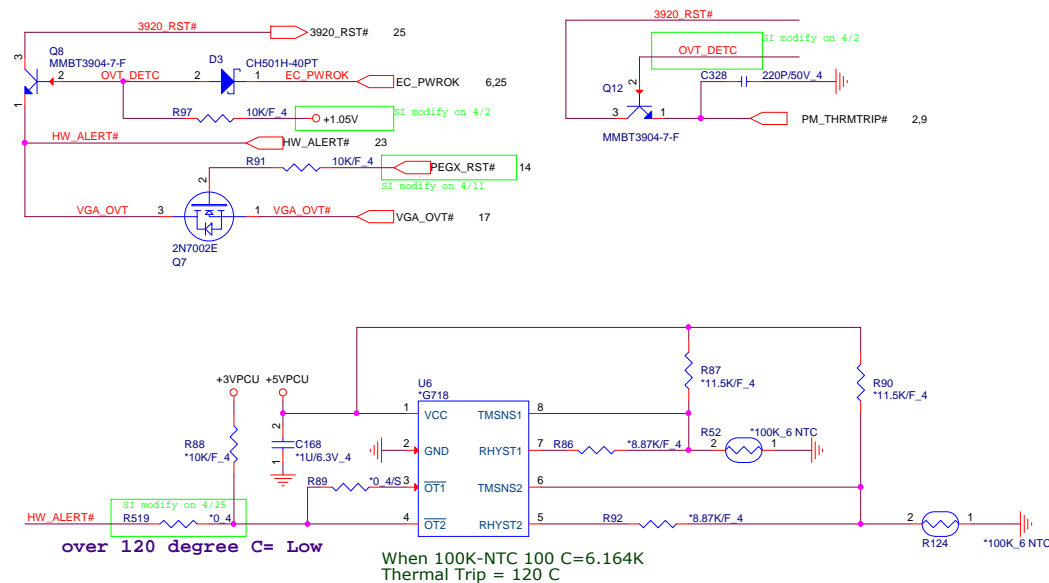 3920_RST#
3920_RST# 25
3
Q8
MMBT3904-7-F
2
OVT_DETC
2
D3
CH501H-40PT
1
EC_PWROK
EC_PWROK 6,25
1
R97
10K/F_4
+1.05V
SI modify on 4/2
HW_ALERT#
HW_ALERT# 23
R91
10K/F_4
PEGX_RST# 14
SI modify on 4/11
2
VGA_OVT
3
1
VGA_OVT#
VGA_OVT# 17
2N7002E
Q7
3920_RST#
SI modify on 4/2
OVT_DETC
2
C328
220P/50V_4
Q12
3
1
MMBT3904-7-F
PM_THRMTRIP# 2,9
+3VPCU
+5VPCU
U6
*G718
R87
*11.5K/F_4
R90
*11.5K/F_4
1
VCC
TMSNS1
8
2
C168
*1U/6.3V_4
1
2
GND
RHYST1
7
R86
*8.87K/F_4
R52
*100K_6 NTC
2
1
R88
*10K/F_4
R89
*0_4/S
3
OT1
TMSNS2
6
SI modify on 4/25
HW_ALERT#
R519
*0_4
4
OT2
RHYST2
5
R92
*8.87K/F_4
2
1
R124
*100K_6 NTC
over 120 degree C= Low
When 100K-NTC 100 C=6.164K
Thermal Trip = 120 C